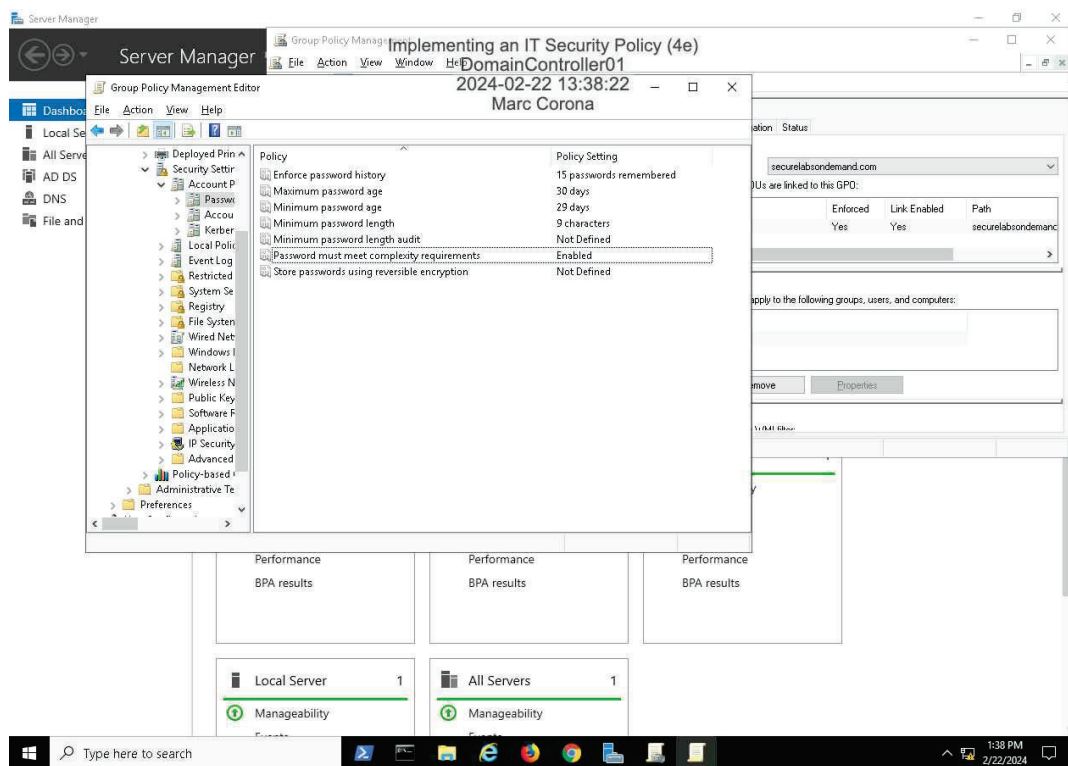 Server Manager
Server Manager
Group Policy Manage
Implementing an IT Security Policy (4e)
DomainController01
2024-02-22 13:38:22
Marc Corona
File Action View Window Hel
Group Policy Management Editor
File Action View Help
Dashbo
Local Se
All Serve
AD DS
DNS
File and
Deployed Prin
Security Settir
Account P
Passwo
Accou
Kerber
Local Polic
Event Log
Restricted
System Se
Registry
File System
Wired Net
Windows
Network L
Wireless N
Public Key
Software R
Applicatio
IP Security
Advanced
Policy-based
Administrative Te
Preferences
Policy Policy Setting
Enforce password history 15 passwords remembered
Maximum password age 30 days
Minimum password age 29 days
Minimum password length 9 characters
Minimum password length audit Not Defined
Password must meet complexity requirements Enabled
Store passwords using reversible encryption Not Defined
ation Status
securelabsondemand.com
OUs are linked to this GPO:
Enforced Link Enabled Path
Yes Yes securelabsondemanc
apply to the following groups, users, and computers:
emove Properties
Performance Performance Performance
BPA results BPA results BPA results
Local Server 1 All Servers 1
Manageability Manageability
Type here to search
1:38 PM
2/22/2024